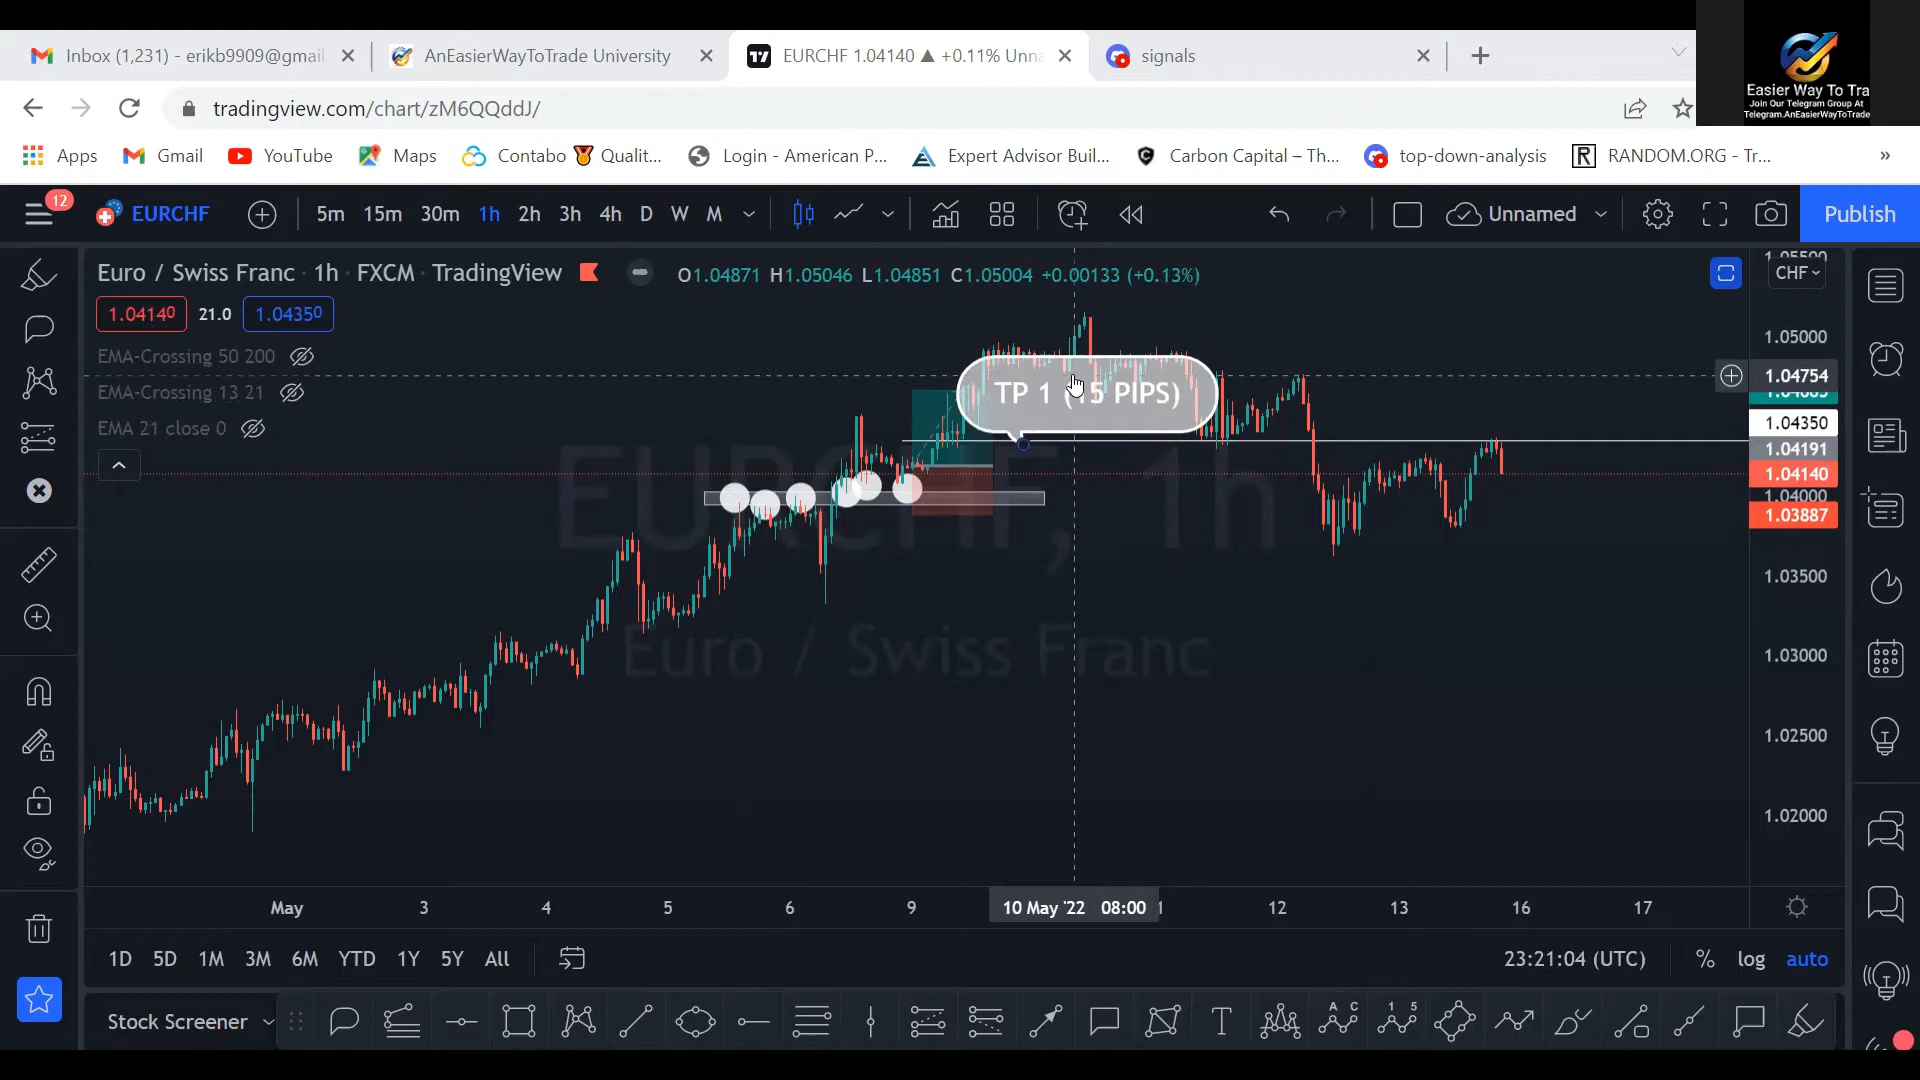 Inbox (1,231) - erikb9909@gmail
AnEasierWayToTrade University
EURCHF 1.04140 ▲ +0.11% Unna
signals
Easier Way To Tra
Join Our Telegram Group At
Telegram.AnEasierWayToTrade
tradingview.com/chart/zM6QQddJ/
Apps
Gmail
YouTube
Maps
Contabo
Qualit...
Login - American P...
Expert Advisor Buil...
Carbon Capital – Th...
top-down-analysis
RANDOM.ORG - Tr...
»
12
EURCHF
5m 15m 30m 1h 2h 3h 4h D W M
Unnamed
Publish
Euro / Swiss Franc · 1h · FXCM · TradingView
O1.04871 H1.05046 L1.04851 C1.05004 +0.00133 (+0.13%)
CHF
1.04140 21.0 1.04350
EMA-Crossing 50 200
EMA-Crossing 13 21
EMA 21 close 0
TP 1 (15 PIPS)
EURCHF, 1h
Euro / Swiss Franc
1.05500
1.05000
1.04754
1.04350
1.04191
1.04140
1.04000
1.03887
1.03500
1.03000
1.02500
1.02000
May 3 4 5 6 9 10 May '22 08:00 12 13 16 17
1D 5D 1M 3M 6M YTD 1Y 5Y All
23:21:04 (UTC)
% log auto
Stock Screener